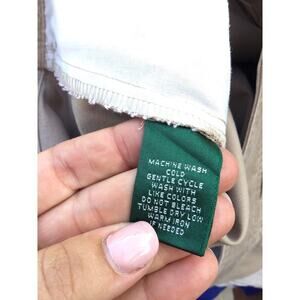 MACHINE WASH
COLD
GENTLE CYCLE
WASH WITH
LIKE COLORS
DO NOT BLEACH
TUMBLE DRY LOW
WARM IRON
IF NEEDED